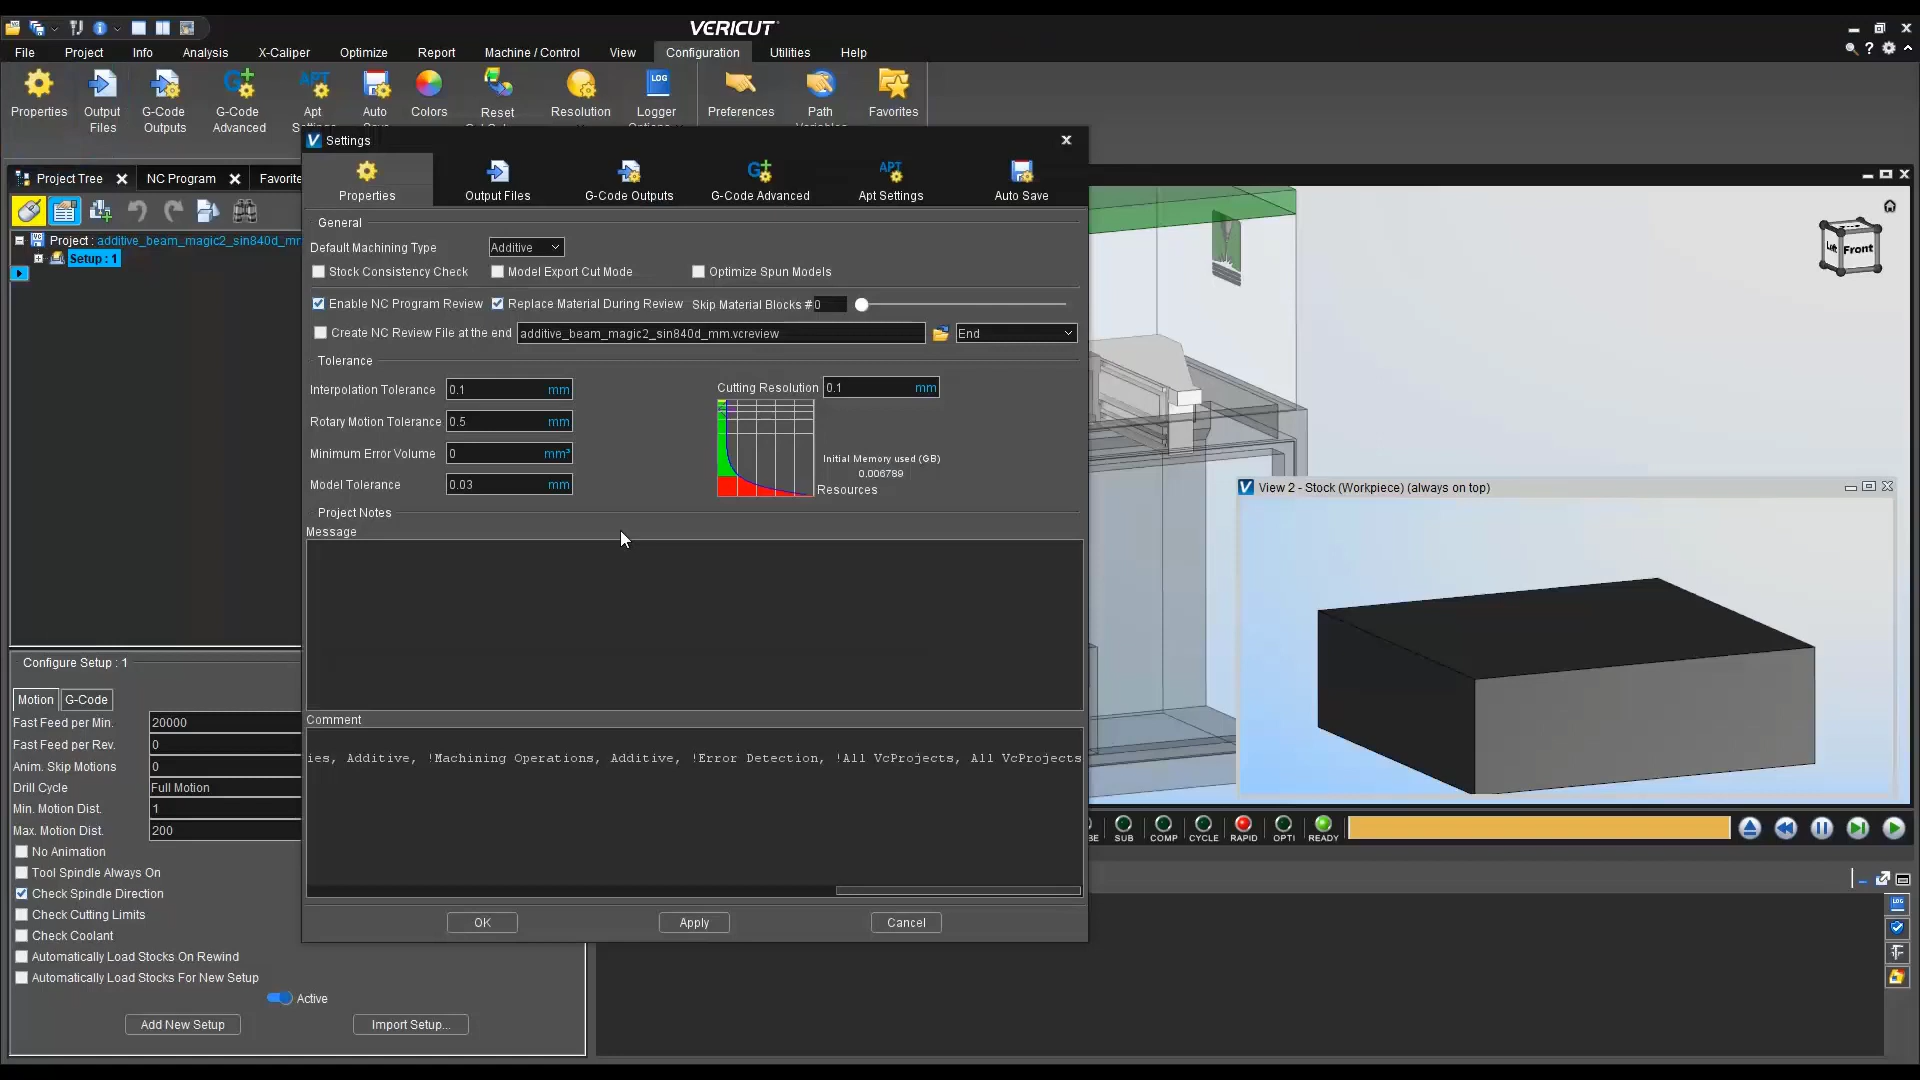 VERICUT
File Project Info Analysis X-Caliper Optimize Report Machine / Control View Configuration Utilities Help
Properties Output Files G-Code Outputs G-Code Advanced Apt Auto Colors Reset Resolution LOG Logger Preferences Path Favorites
Settings
Properties Output Files G-Code Outputs G-Code Advanced Apt Settings Auto Save
Project Tree NC Program Favorite
Project : additive_beam_magic2_sin840d_mm
Setup : 1
General
Default Machining Type Additive
Stock Consistency Check Model Export Cut Mode Optimize Spun Models
Enable NC Program Review Replace Material During Review Skip Material Blocks # 0
Create NC Review File at the end additive_beam_magic2_sin840d_mm.vcreview End
Tolerance
Interpolation Tolerance 0.1 mm Cutting Resolution 0.1 mm
Rotary Motion Tolerance 0.5 mm
Minimum Error Volume 0 mm³ Initial Memory used (GB)
0.006789
Model Tolerance 0.03 mm Resources
Project Notes
Message
Comment
ies, Additive, !Machining Operations, Additive, !Error Detection, !All VcProjects, All VcProjects
OK Apply Cancel
Left Front
View 2 - Stock (Workpiece) (always on top)
SUB COMP CYCLE RAPID OPTI READY
Configure Setup : 1
Motion G-Code
Fast Feed per Min. 20000
Fast Feed per Rev. 0
Anim. Skip Motions 0
Drill Cycle Full Motion
Min. Motion Dist. 1
Max. Motion Dist. 200
No Animation
Tool Spindle Always On
Check Spindle Direction
Check Cutting Limits
Check Coolant
Automatically Load Stocks On Rewind
Automatically Load Stocks For New Setup
Active
Add New Setup Import Setup...